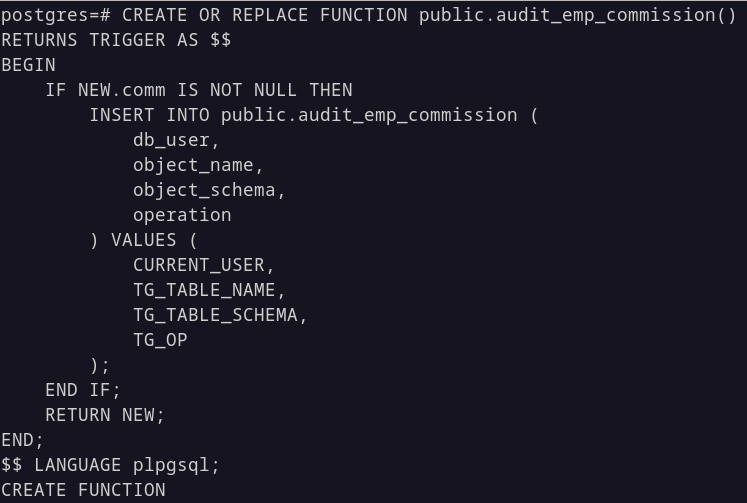 postgres=# CREATE OR REPLACE FUNCTION public.audit_emp_commission()
RETURNS TRIGGER AS $$
BEGIN
    IF NEW.comm IS NOT NULL THEN
        INSERT INTO public.audit_emp_commission (
            db_user,
            object_name,
            object_schema,
            operation
        ) VALUES (
            CURRENT_USER,
            TG_TABLE_NAME,
            TG_TABLE_SCHEMA,
            TG_OP
        );
    END IF;
    RETURN NEW;
END;
$$ LANGUAGE plpgsql;
CREATE FUNCTION